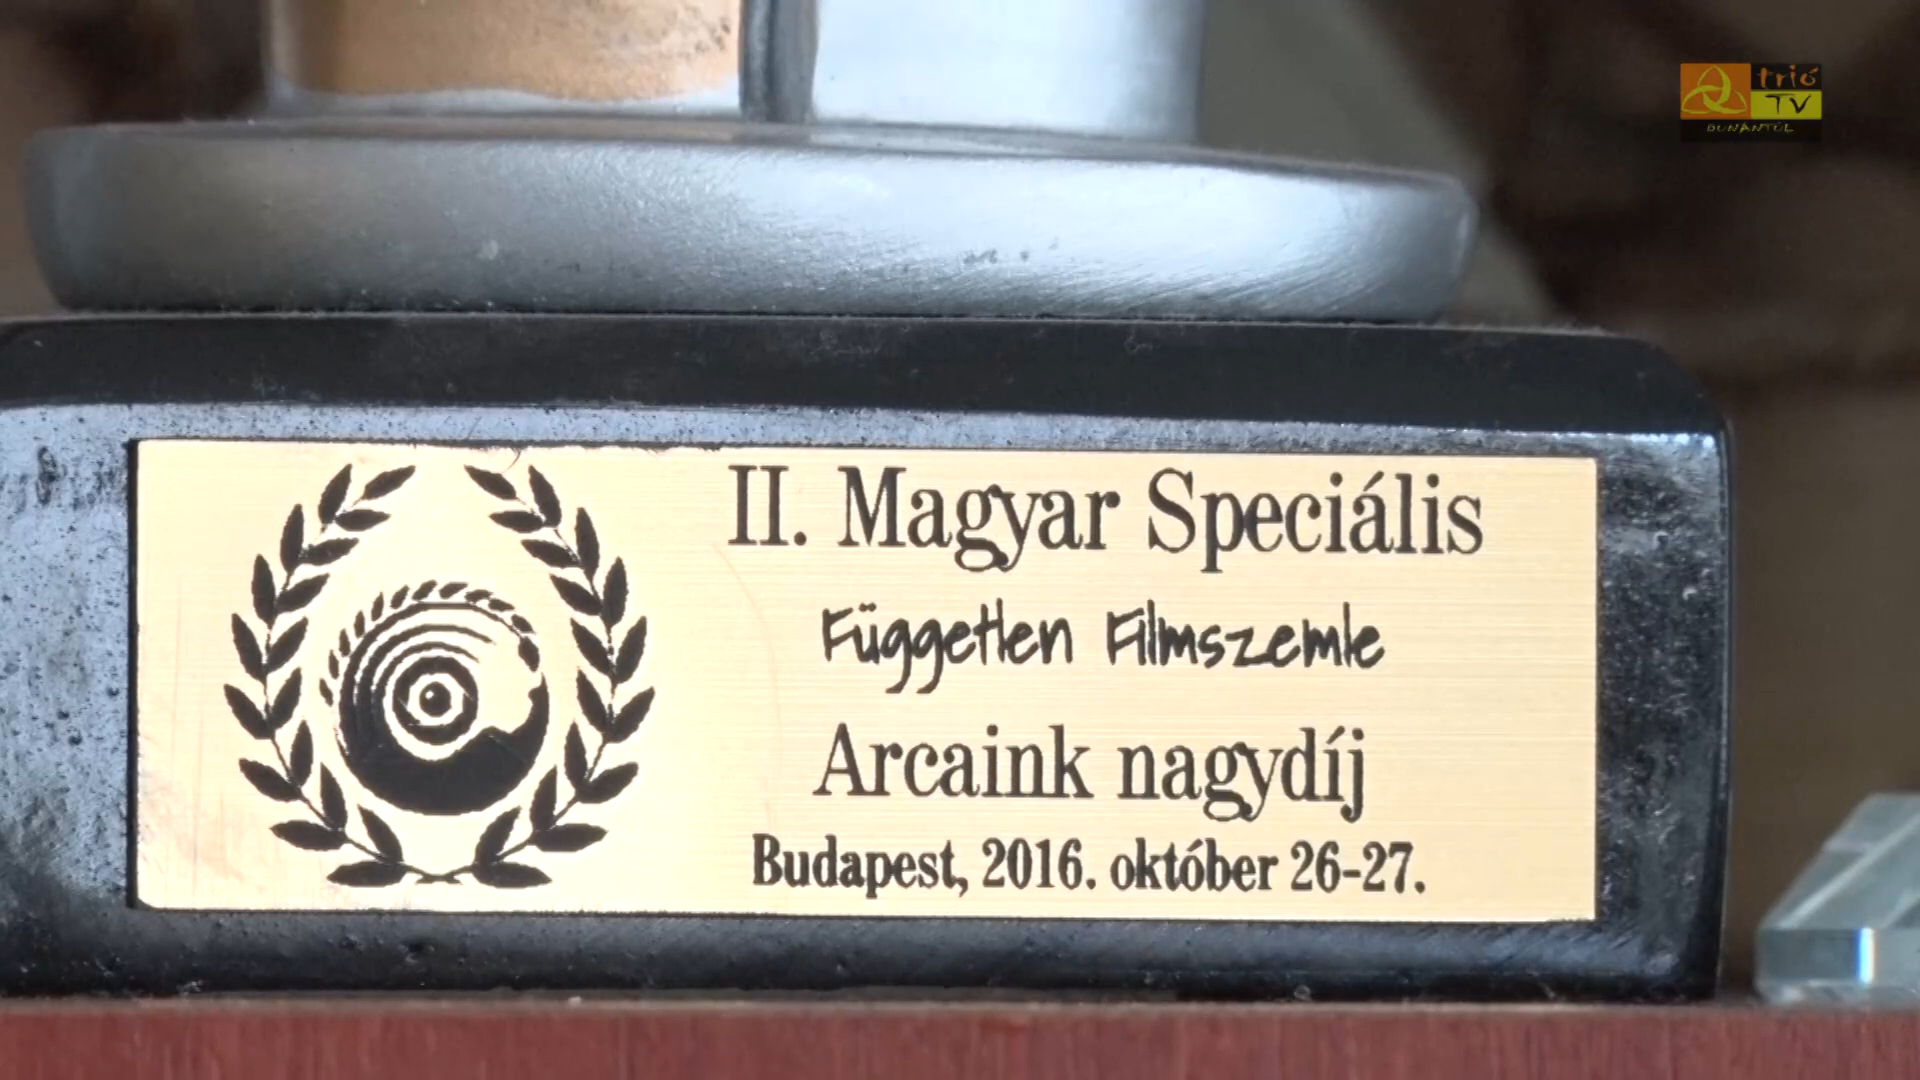 trió
TV
DUNÁNTÚL
II. Magyar Speciális
Független Filmszemle
Arcaink nagydíj
Budapest, 2016. október 26-27.